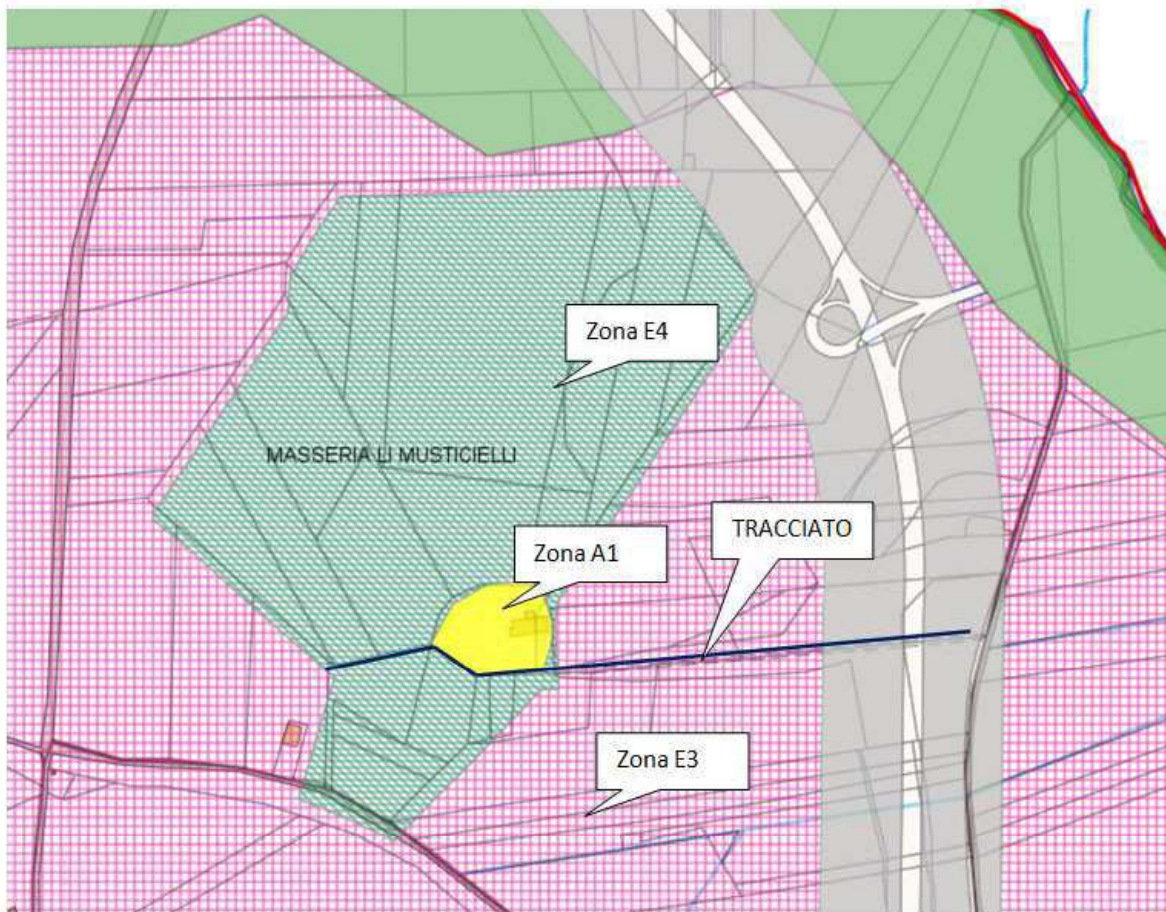 Zona E4
MASSERIA LI MUSTICIELLI
TRACCIATO
Zona A1
Zona E3